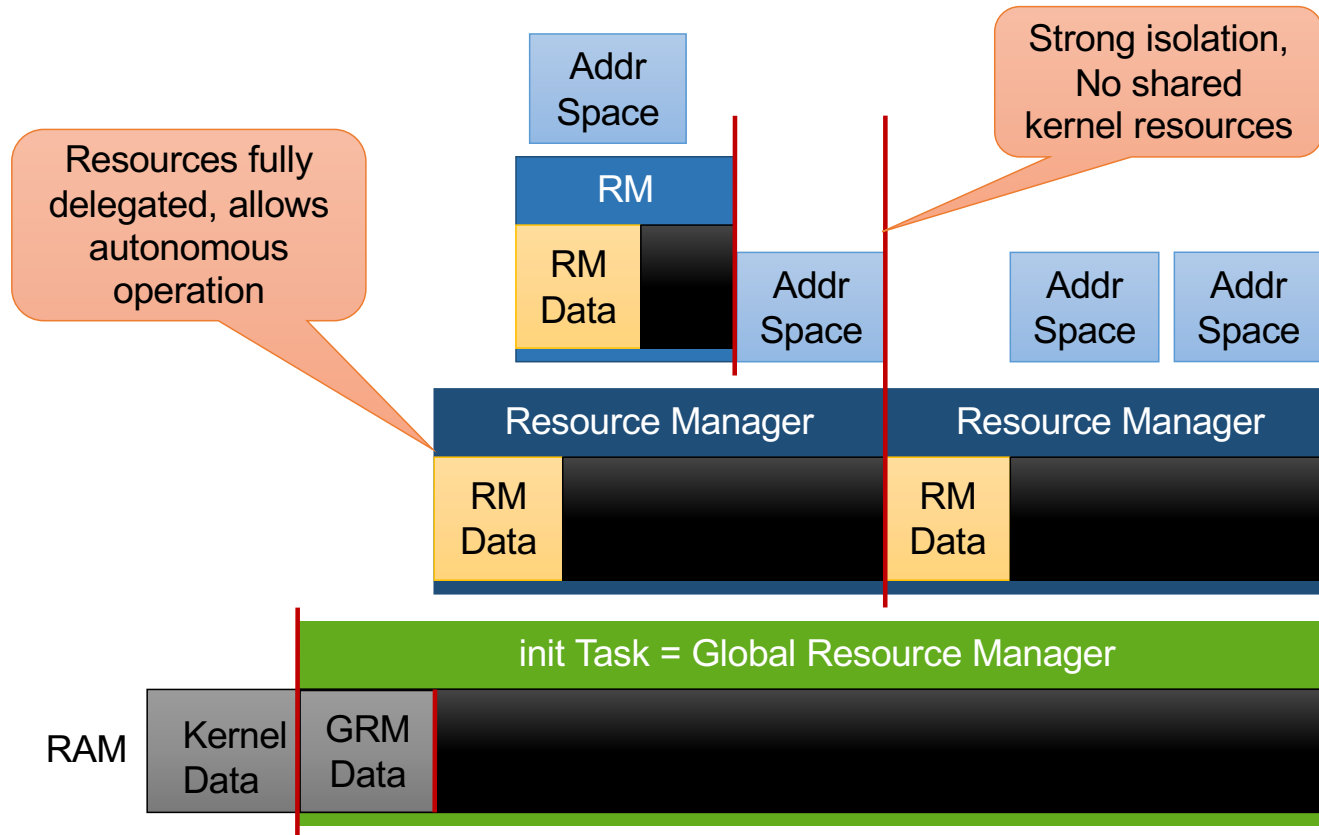 Addr
Space
Strong isolation,
No shared
kernel resources
Resources fully
delegated, allows
autonomous
operation
RM
RM
Data
Addr
Space
Addr
Space
Addr
Space
Resource Manager
Resource Manager
RM
Data
RM
Data
init Task = Global Resource Manager
RAM
Kernel
Data
GRM
Data